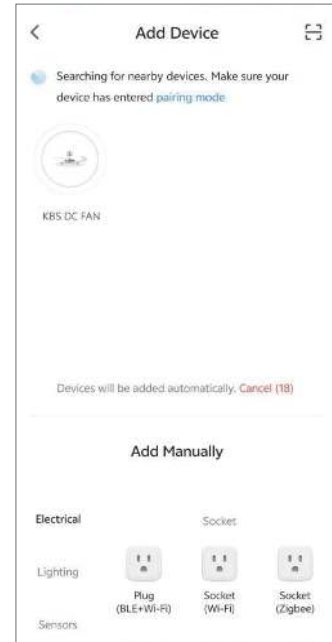 Add Device
Searching for nearby devices. Make sure your
device has entered pairing mode
KBS DC FAN
Devices will be added automatically. Cancel (18)
Add Manually
Electrical
Socket
Lighting
Plug
(BLE+Wi-Fi)
Socket
(Wi-Fi)
Socket
(Zigbee)
Sensors